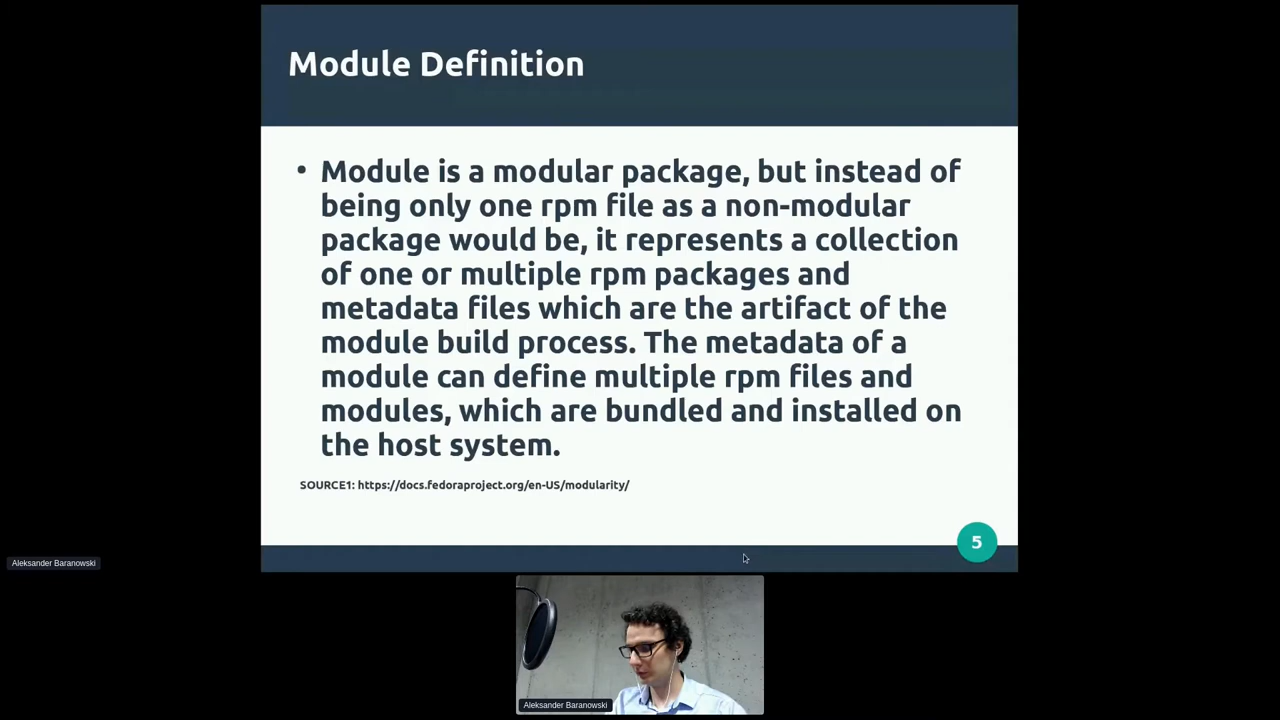 Module Definition
• Module is a modular package, but instead of
being only one rpm file as a non-modular
package would be, it represents a collection
of one or multiple rpm packages and
metadata files which are the artifact of the
module build process. The metadata of a
module can define multiple rpm files and
modules, which are bundled and installed on
the host system.
SOURCE1: https://docs.fedoraproject.org/en-US/modularity/
5
Aleksander Baranowski
Aleksander Baranowski